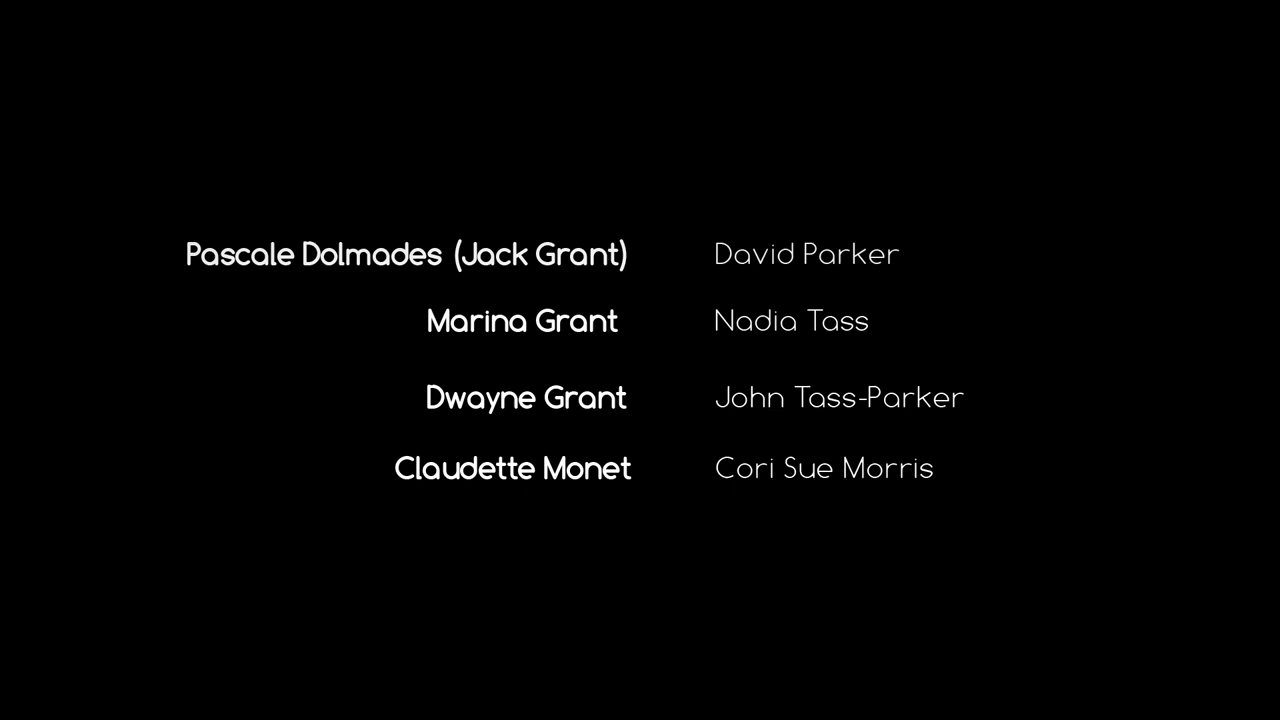 Pascale Dolmades (Jack Grant) David Parker
Marina Grant Nadia Tass
Dwayne Grant John Tass-Parker
Claudette Monet Cori Sue Morris